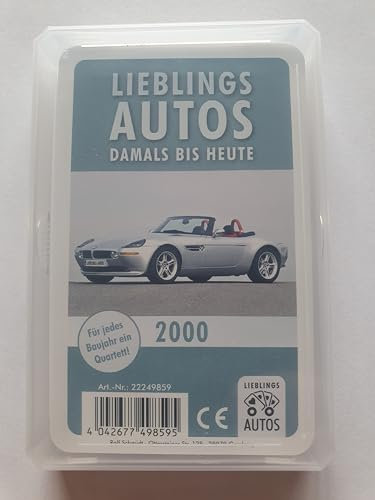 LIEBLINGS
AUTOS
DAMALS BIS HEUTE
Für jedes
Baujahr ein
Quartett!
2000
Art.-Nr.: 22249859
4 042677 498595
CE
LIEBLINGS
AUTOS